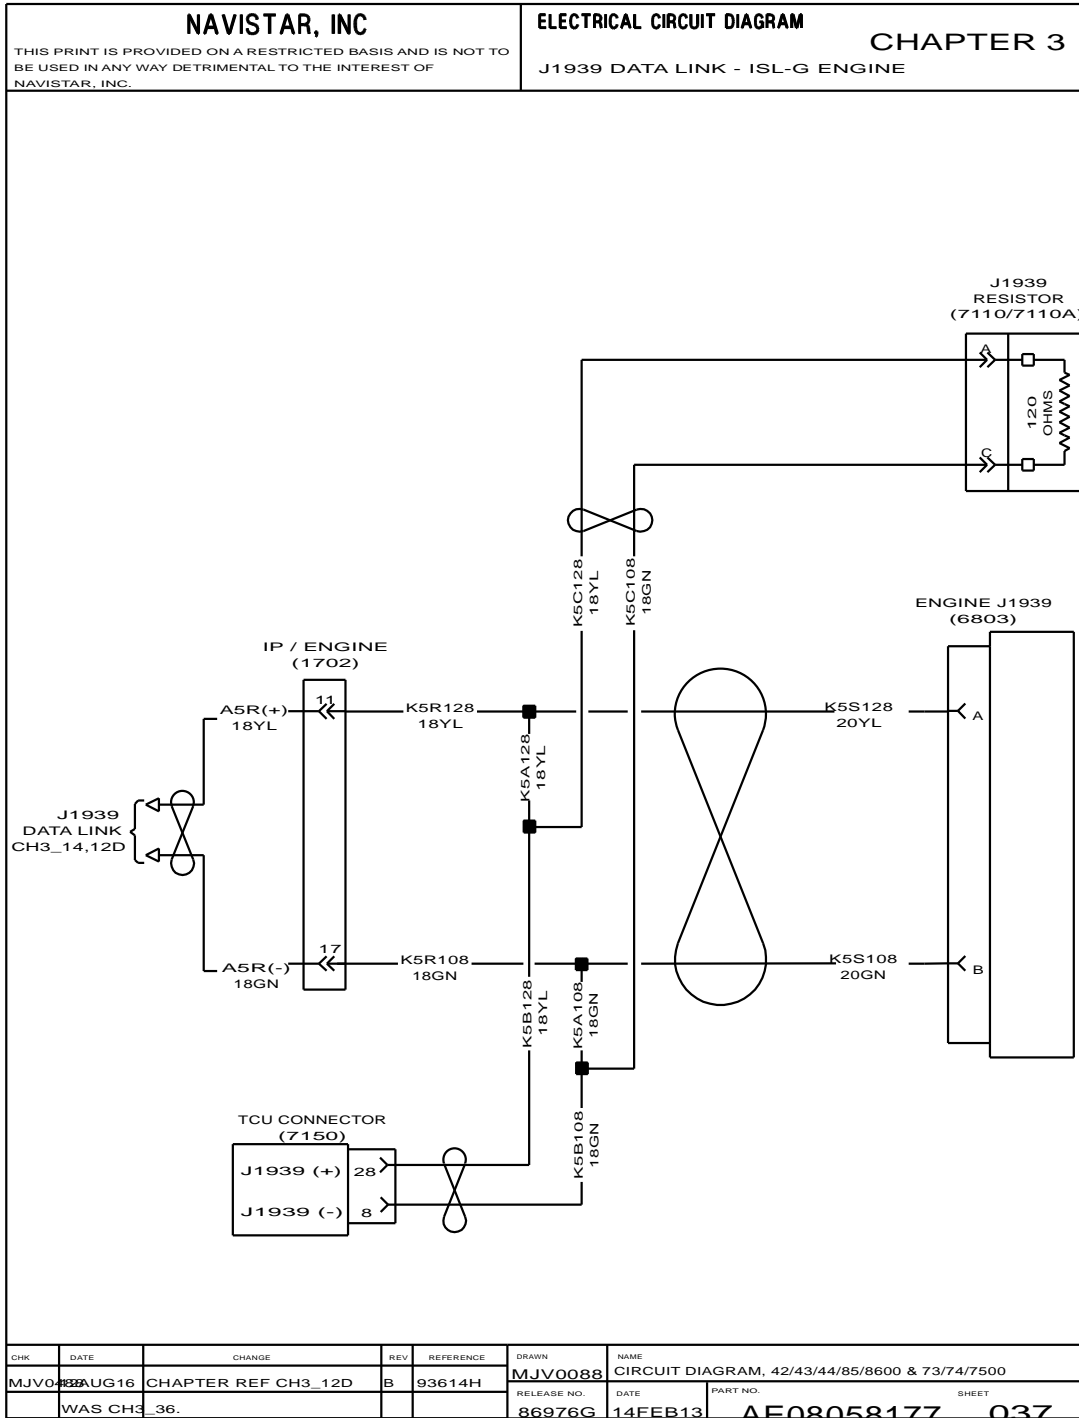 NAVISTAR, INC
THIS PRINT IS PROVIDED ON A RESTRICTED BASIS AND IS NOT TO
BE USED IN ANY WAY DETRIMENTAL TO THE INTEREST OF
NAVISTAR, INC.
ELECTRICAL CIRCUIT DIAGRAM
CHAPTER 3
J1939 DATA LINK - ISL-G ENGINE
J1939
RESISTOR
(7110/7110A)
A
120
OHMS
C
K5C128
18YL
K5C108
18GN
ENGINE J1939
(6803)
IP / ENGINE
(1702)
A5R(+)
18YL
11
K5R128
18YL
K5S128
20YL
A
K5A128
18YL
J1939
DATA LINK
CH3_14,12D
A5R(-)
18GN
17
K5R108
18GN
K5S108
20GN
B
K5B128
18YL
K5A108
18GN
K5B108
18GN
TCU CONNECTOR
(7150)
J1939 (+)
28
J1939 (-)
8
CHK
DATE
CHANGE
REV
REFERENCE
DRAWN
NAME
CHAPTER REF CH3_12D
B
93614H
MJV0088
CIRCUIT DIAGRAM, 42/43/44/85/8600 & 73/74/7500
WAS CH3_36.
RELEASE NO.
DATE
PART NO.
SHEET
86976G
14FEB13
AE08058177
037